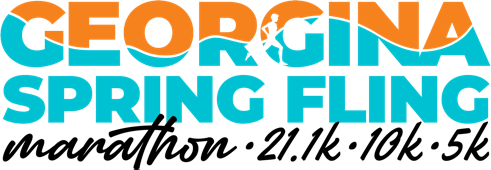 GEORGINA
SPRING FLING
marathon • 21.1k • 10k • 5k